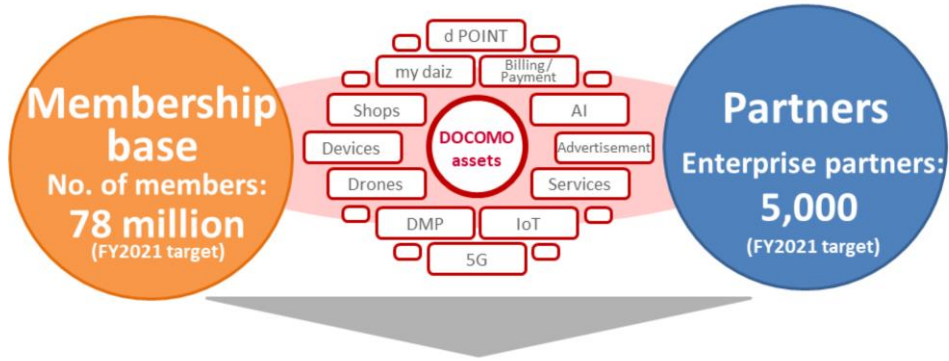 Membership
base
No. of members:
78 million
(FY2021 target)
d POINT
my daiz
Billing/
Payment
Shops
AI
Devices
DOCOMO
assets
Advertisement
Drones
Services
DMP
IoT
5G
Partners
Enterprise partners:
5,000
(FY2021 target)